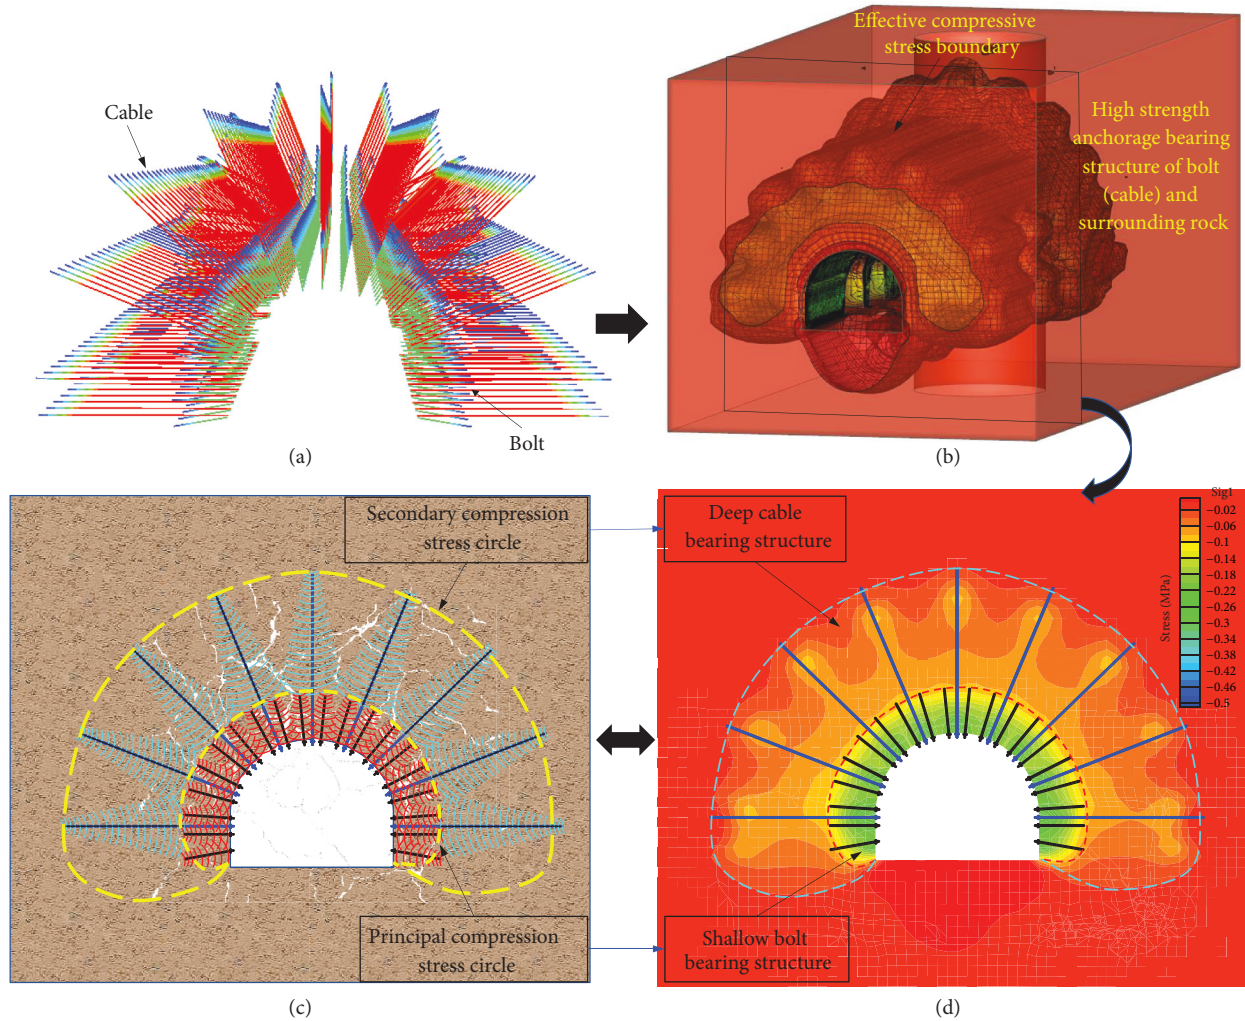 Cable
Bolt
(a)
Effective compressive
stress boundary
High strength
anchorage bearing
structure of bolt
(cable) and
surrounding rock
(b)
Secondary compression
stress circle
Principal compression
stress circle
(c)
Deep cable
bearing structure
Shallow bolt
bearing structure
Sig1
Stress (MPa)
−0.02
−0.06
−0.1
−0.14
−0.18
−0.22
−0.26
−0.3
−0.34
−0.38
−0.42
−0.46
−0.5
(d)